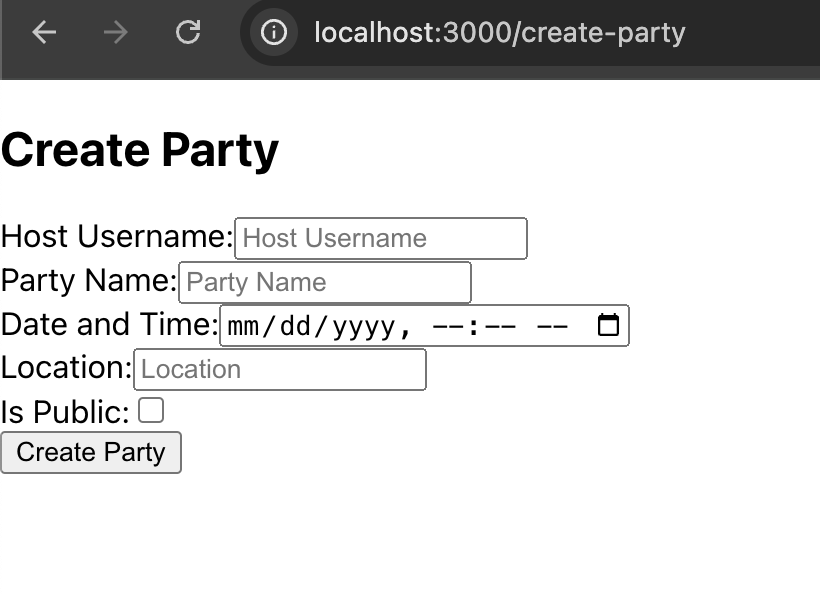 localhost:3000/create-party
Create Party
Host Username: Host Username
Party Name: Party Name
Date and Time: mm/dd/yyyy, --:-- --
Location: Location
Is Public:
Create Party